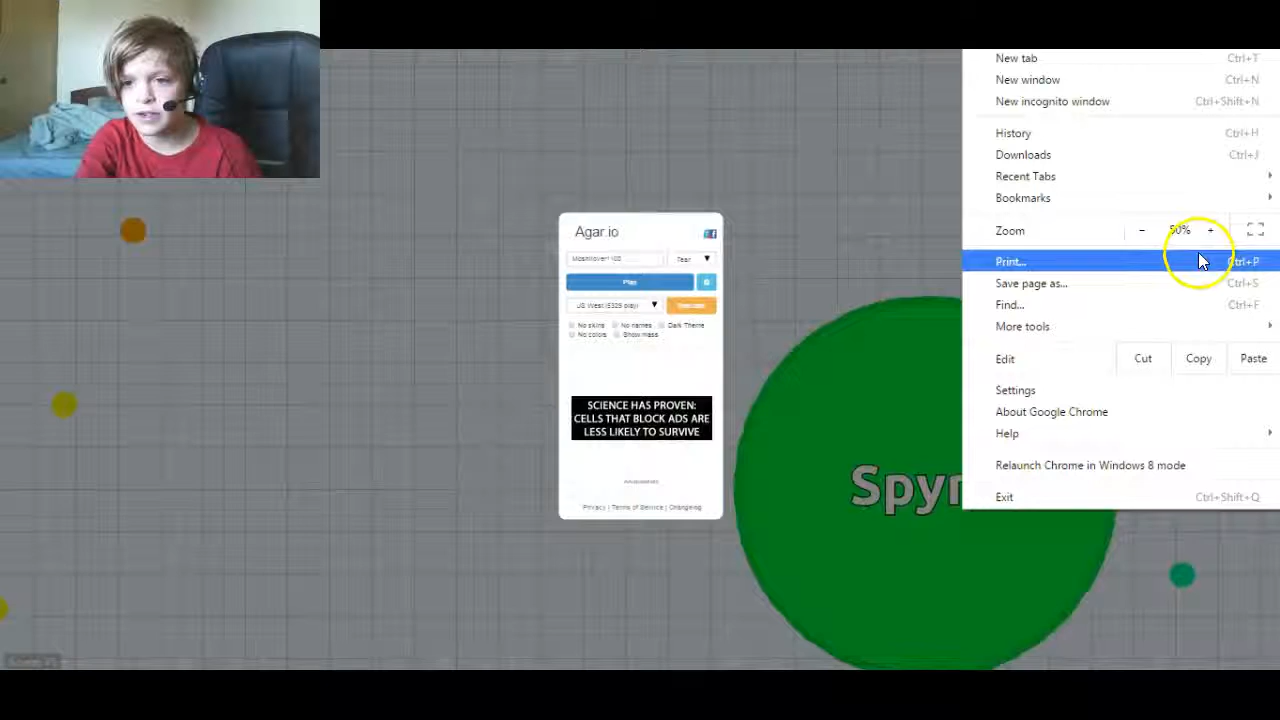 New tab Ctrl+T
New window Ctrl+N
New incognito window Ctrl+Shift+N
History Ctrl+H
Downloads Ctrl+J
Recent Tabs
Bookmarks
Zoom − 50% +
Print... Ctrl+P
Save page as... Ctrl+S
Find... Ctrl+F
More tools
Edit Cut Copy Paste
Settings
About Google Chrome
Help
Relaunch Chrome in Windows 8 mode
Exit Ctrl+Shift+Q
Agar.io
Play
No skins No names Dark Theme
No colors Show mass
SCIENCE HAS PROVEN:
CELLS THAT BLOCK ADS ARE
LESS LIKELY TO SURVIVE
Advertisement
Privacy | Terms of Service | Changelog